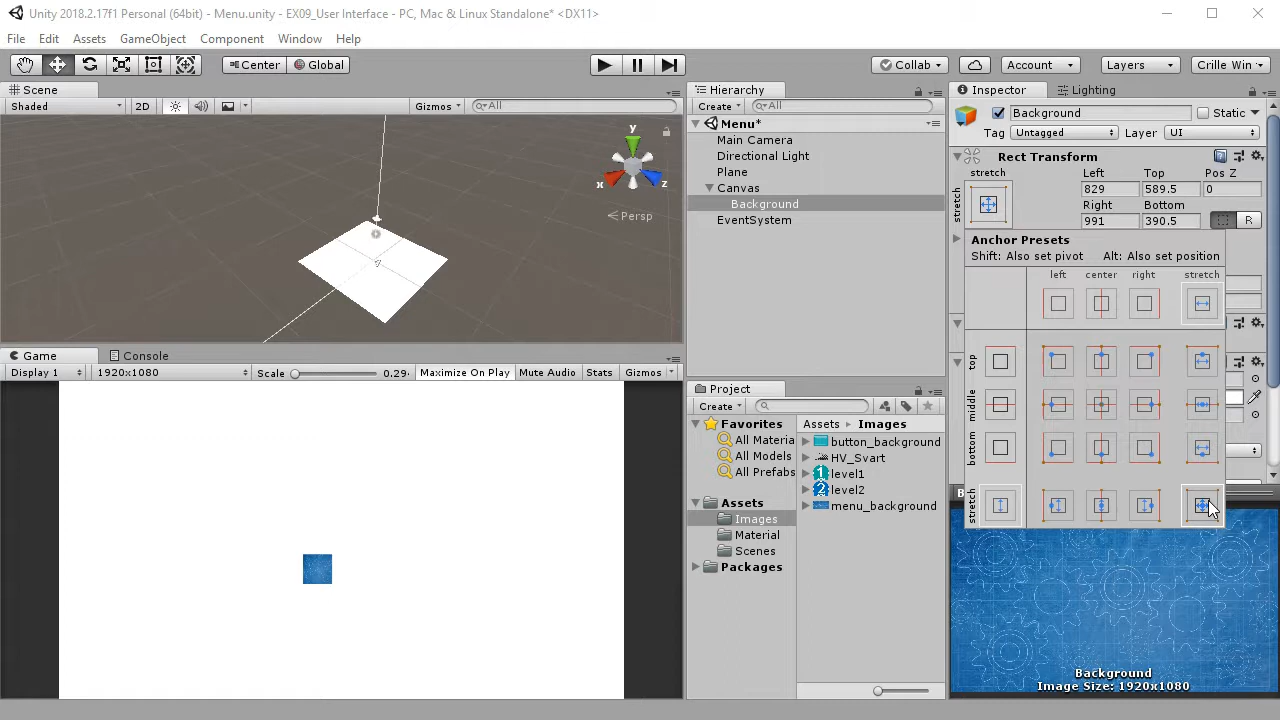 Unity 2018.2.17f1 Personal (64bit) - Menu.unity - EX09_User Interface - PC, Mac & Linux Standalone* <DX11>
File Edit Assets GameObject Component Window Help
Center Global Collab Account Layers Crille Win
Scene
Shaded 2D Gizmos All
y
x
z
Persp
Game Console
Display 1 1920x1080 Scale 0.29 Maximize On Play Mute Audio Stats Gizmos
Hierarchy
Create All
Menu*
Main Camera
Directional Light
Plane
Canvas
Background
EventSystem
Project
Create
Favorites
All Materia
All Models
All Prefabs
Assets
Images
Material
Scenes
Packages
Assets Images
button_background
HV_Svart
level1
level2
menu_background
Inspector Lighting
Background Static
Tag Untagged Layer UI
Rect Transform
stretch Left Top Pos Z
stretch 829 589.5 0
Right Bottom
991 390.5 R
Anchor Presets
Shift: Also set pivot Alt: Also set position
left center right stretch
top
middle
bottom
stretch
Background
Image Size: 1920x1080